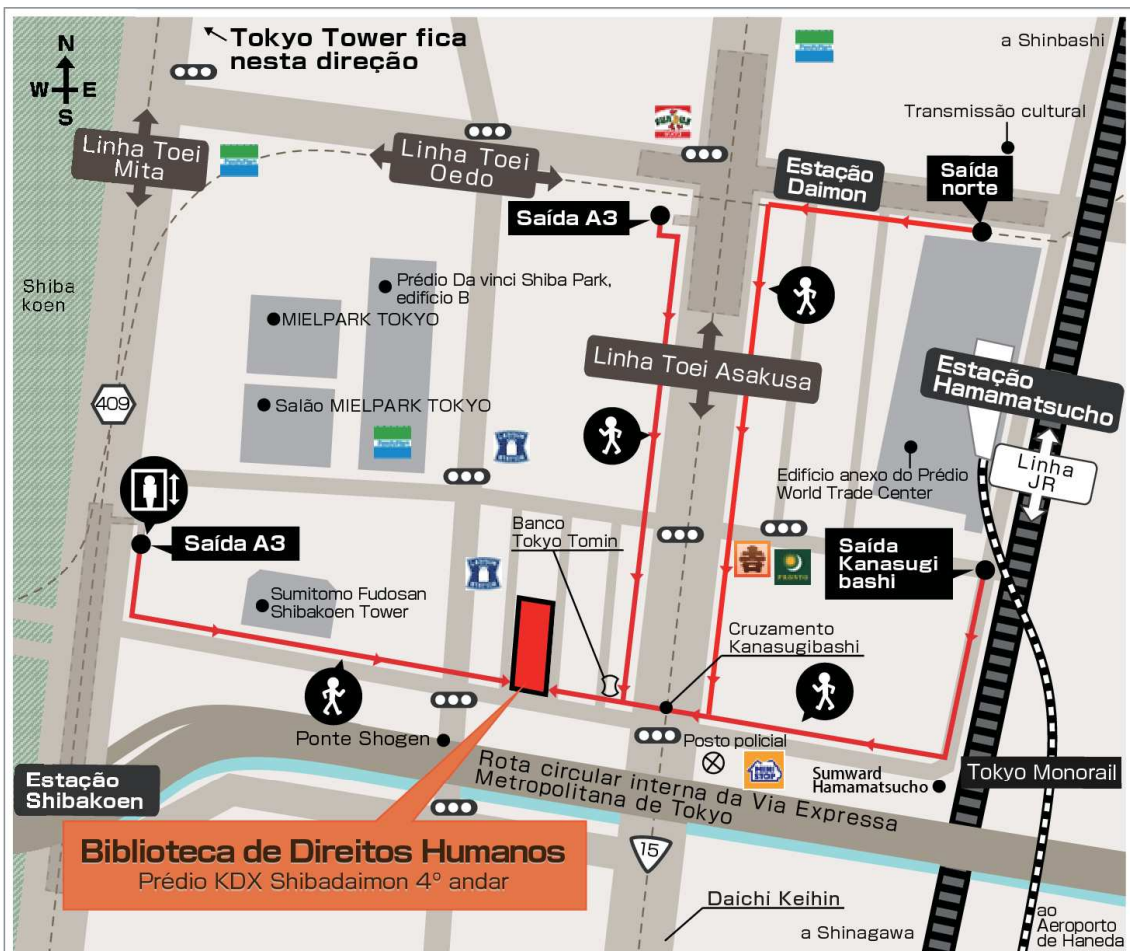 N
W E
S
Tokyo Tower fica
nesta direção
a Shinbashi
Transmissão cultural
Linha Toei
Mita
Linha Toei
Oedo
Estação
Daimon
Saída
norte
Saída A3
Shiba
koen
Prédio Da vinci Shiba Park,
edifício B
MIELPARK TOKYO
Linha Toei Asakusa
Estação
Hamamatsucho
409
Salão MIELPARK TOKYO
FamilyMart
Edifício anexo do Prédio
World Trade Center
Linha
JR
Saída A3
Banco
Tokyo Tomin
Saída
Kanasugi
bashi
Sumitomo Fudosan
Shibakoen Tower
Cruzamento
Kanasugibashi
Ponte Shogen
Posto policial
MINI
STOP
Sumward
Hamamatsucho
Tokyo Monorail
Estação
Shibakoen
Rota circular interna da Via Expressa
Metropolitana de Tokyo
Biblioteca de Direitos Humanos
Prédio KDX Shibadaimon 4º andar
15
Daichi Keihin
a Shinagawa
ao
Aeroporto
de Haneda